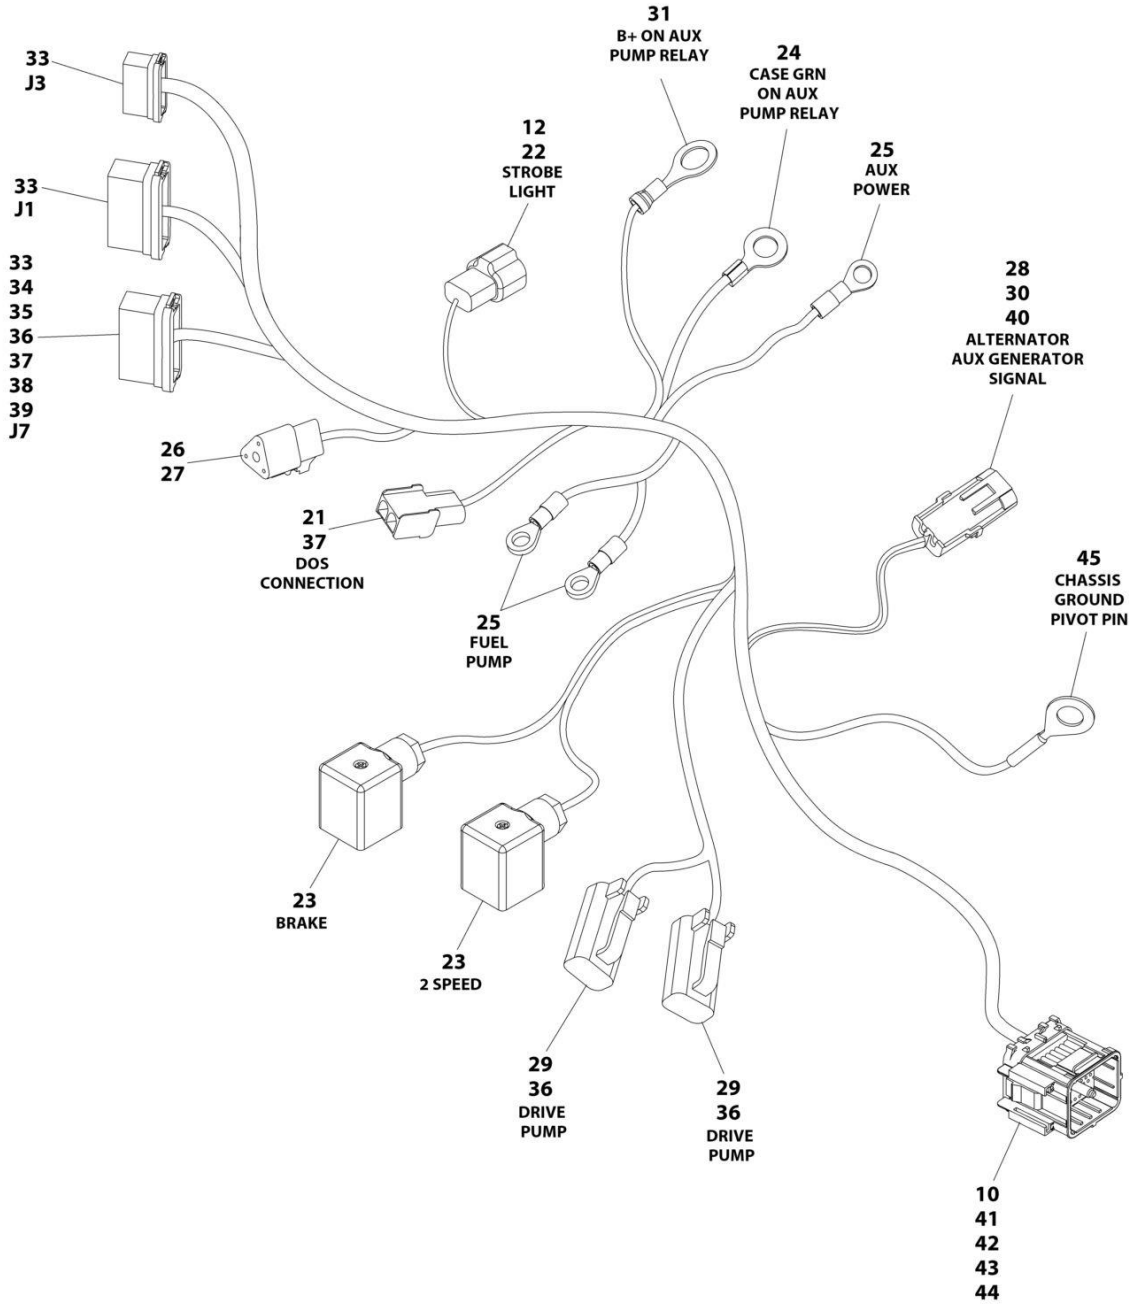 31
B+ ON AUX
PUMP RELAY
24
CASE GRN
ON AUX
PUMP RELAY
33
J3
12
22
STROBE
LIGHT
25
AUX
POWER
33
J1
33
34
35
36
37
38
39
J7
28
30
40
ALTERNATOR
AUX GENERATOR
SIGNAL
26
27
21
37
DOS
CONNECTION
25
FUEL
PUMP
45
CHASSIS
GROUND
PIVOT PIN
23
BRAKE
23
2 SPEED
29
36
DRIVE
PUMP
29
36
DRIVE
PUMP
10
41
42
43
44